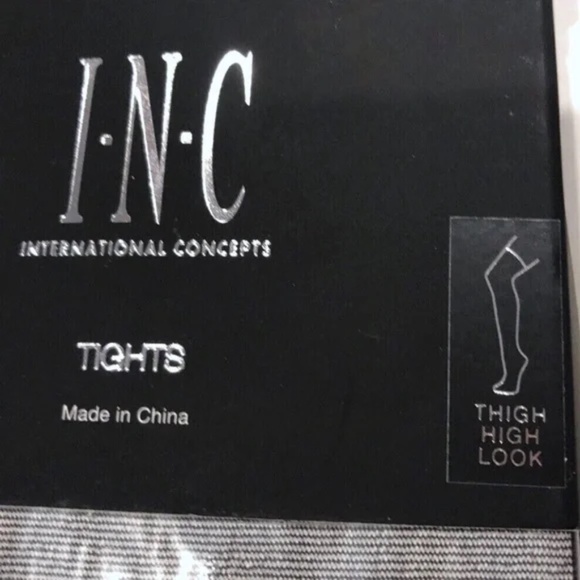 I·N·C
INTERNATIONAL CONCEPTS
TIGHTS
Made in China
THIGH
HIGH
LOOK